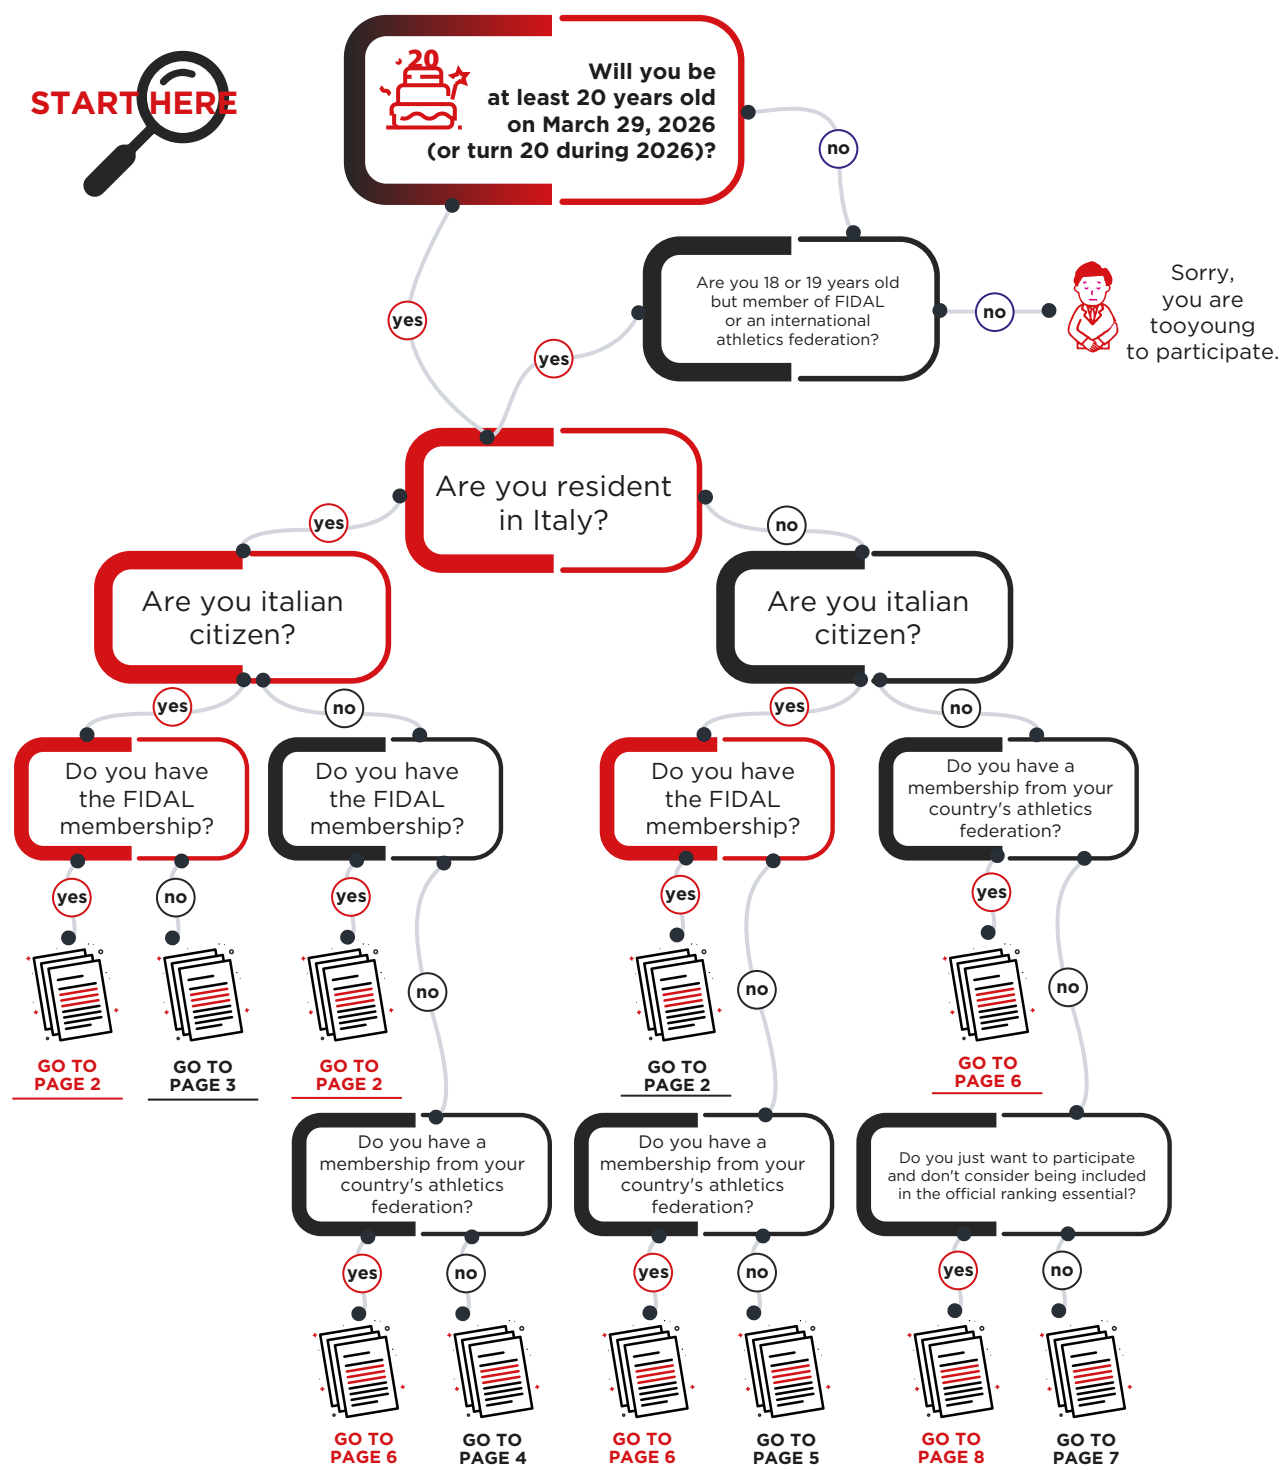 START HERE
20
Will you be
at least 20 years old
on March 29, 2026
(or turn 20 during 2026)?
no
Are you 18 or 19 years old
but member of FIDAL
or an international
athletics federation?
no
Sorry,
you are
tooyoung
to participate.
yes
yes
Are you resident
in Italy?
yes
no
Are you italian
citizen?
Are you italian
citizen?
yes
no
yes
no
Do you have
the FIDAL
membership?
Do you have
the FIDAL
membership?
Do you have
the FIDAL
membership?
Do you have a
membership from your
country's athletics
federation?
yes
no
yes
no
yes
no
yes
no
GO TO
PAGE 2
GO TO
PAGE 3
GO TO
PAGE 2
GO TO
PAGE 2
GO TO
PAGE 6
Do you have a
membership from your
country's athletics
federation?
Do you have a
membership from your
country's athletics
federation?
Do you just want to participate
and don't consider being included
in the official ranking essential?
yes
no
yes
no
yes
no
GO TO
PAGE 6
GO TO
PAGE 4
GO TO
PAGE 6
GO TO
PAGE 5
GO TO
PAGE 8
GO TO
PAGE 7